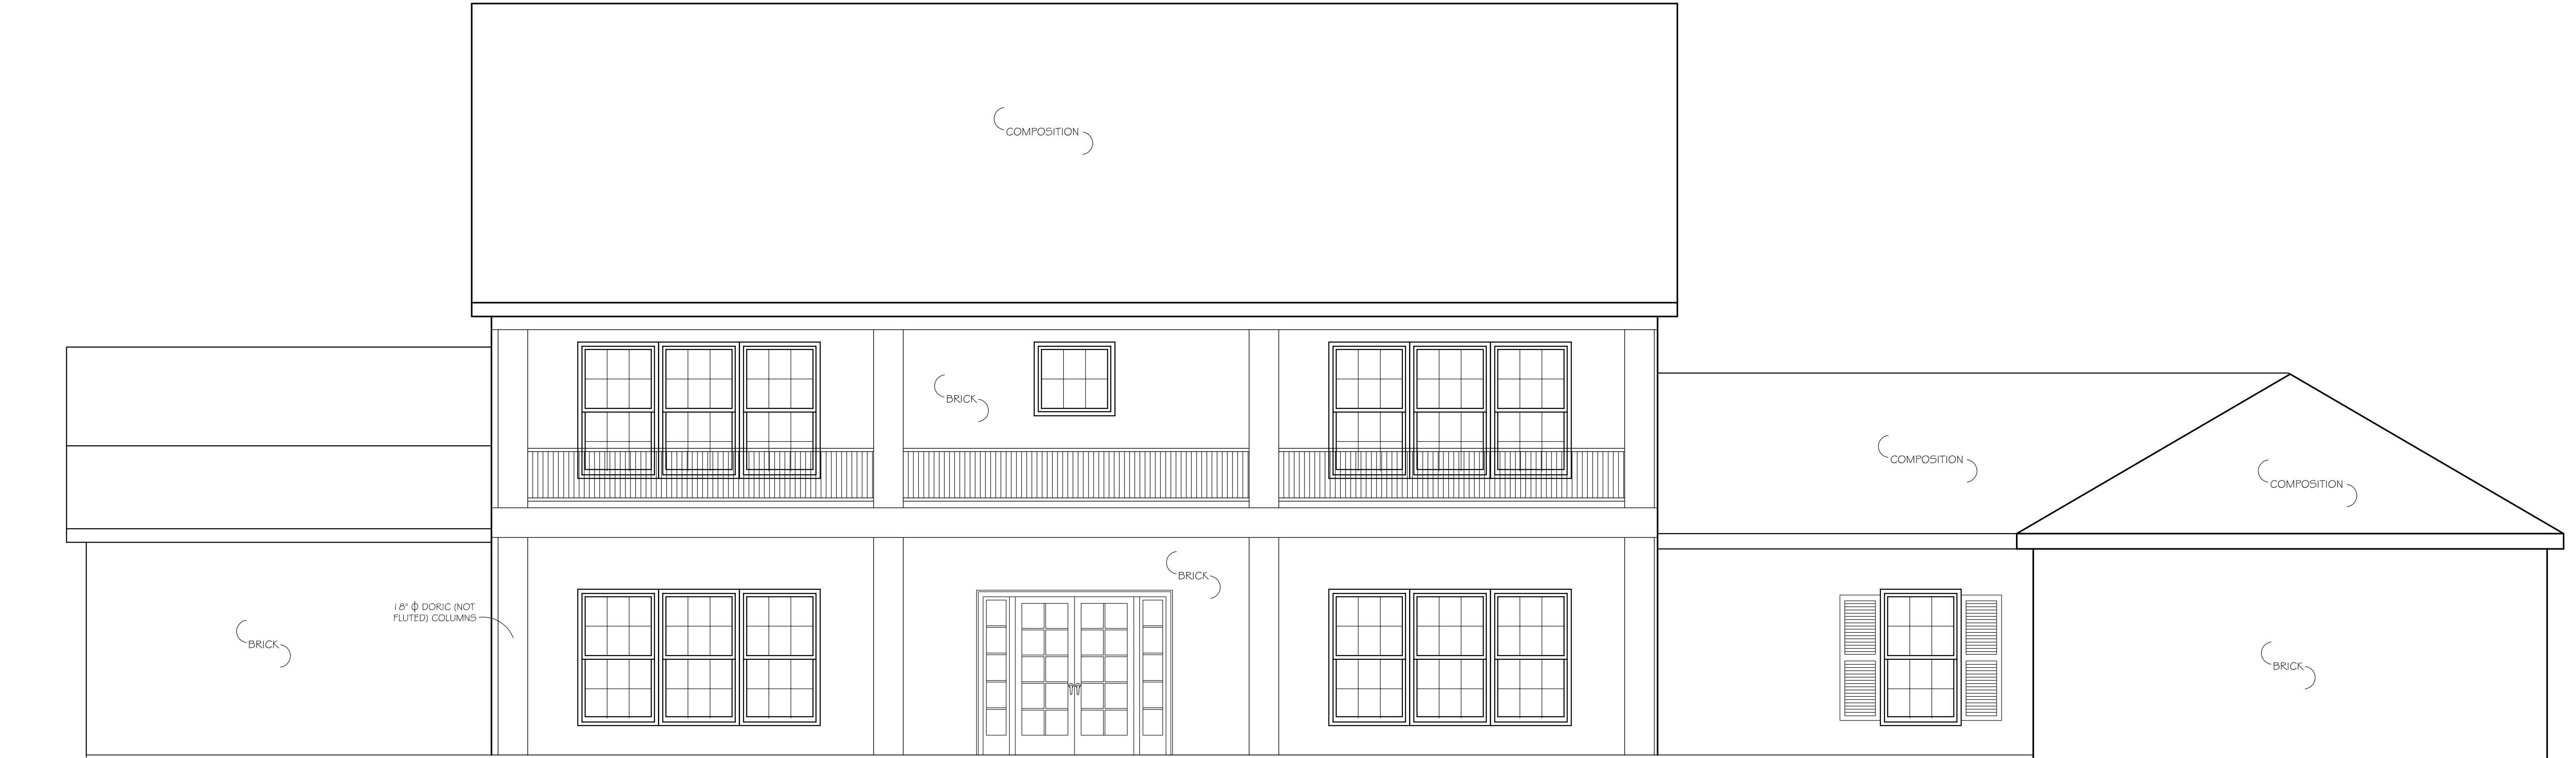 COMPOSITION
BRICK
COMPOSITION
COMPOSITION
BRICK
18" ϕ DORIC (NOT
FLUTED) COLUMNS
BRICK
BRICK